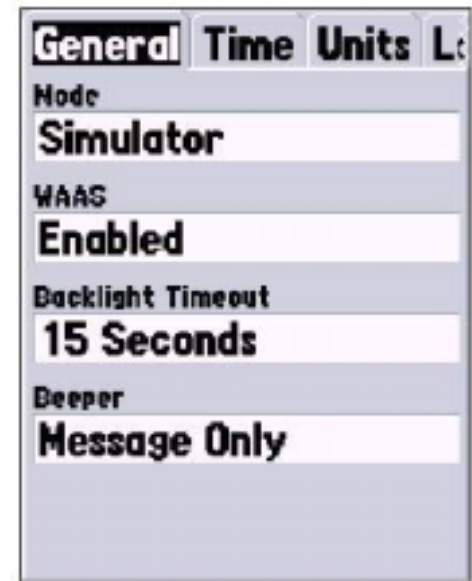 General Time Units
Mode
Simulator
WAAS
Enabled
Backlight Timeout
15 Seconds
Beeper
Message Only